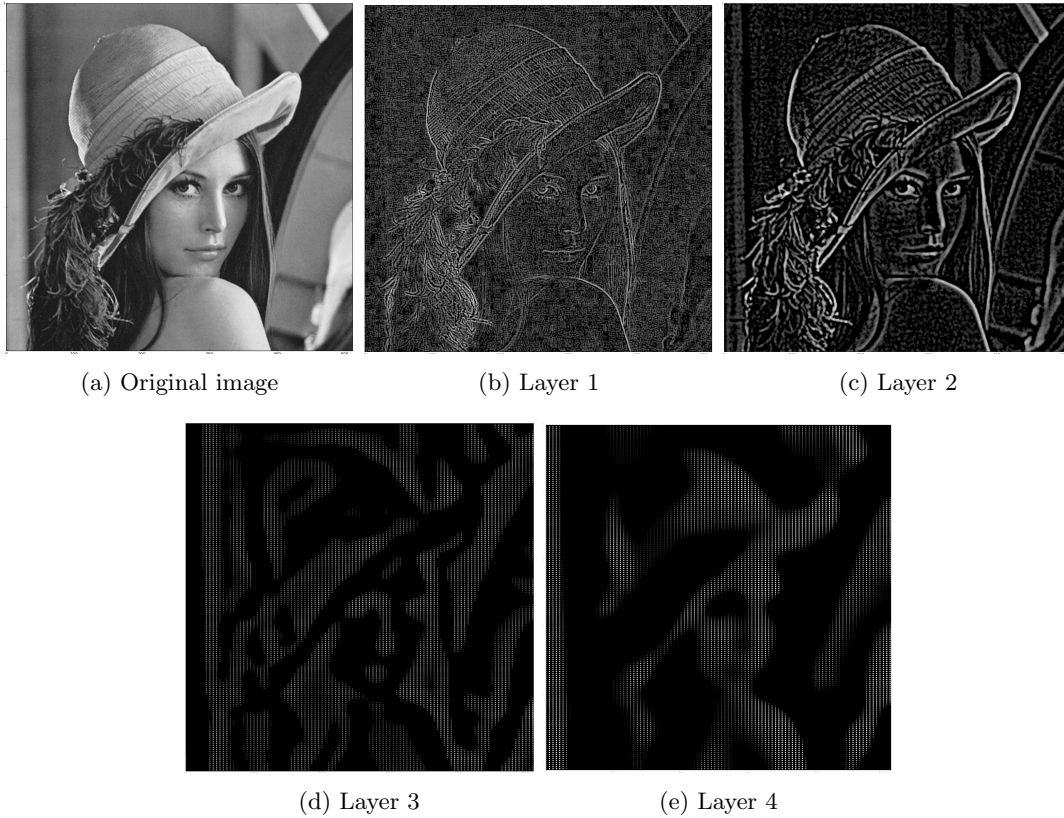 (a) Original image
(b) Layer 1
(c) Layer 2
(d) Layer 3
(e) Layer 4